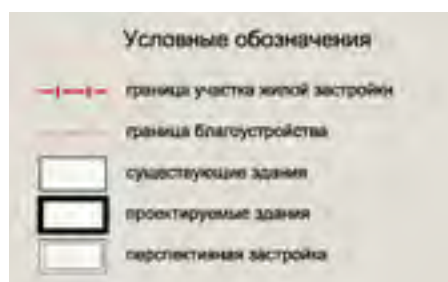 Условные обозначения
граница участка жилой застройки
граница благоустройства
существующие здания
проектируемые здания
перспективная застройка